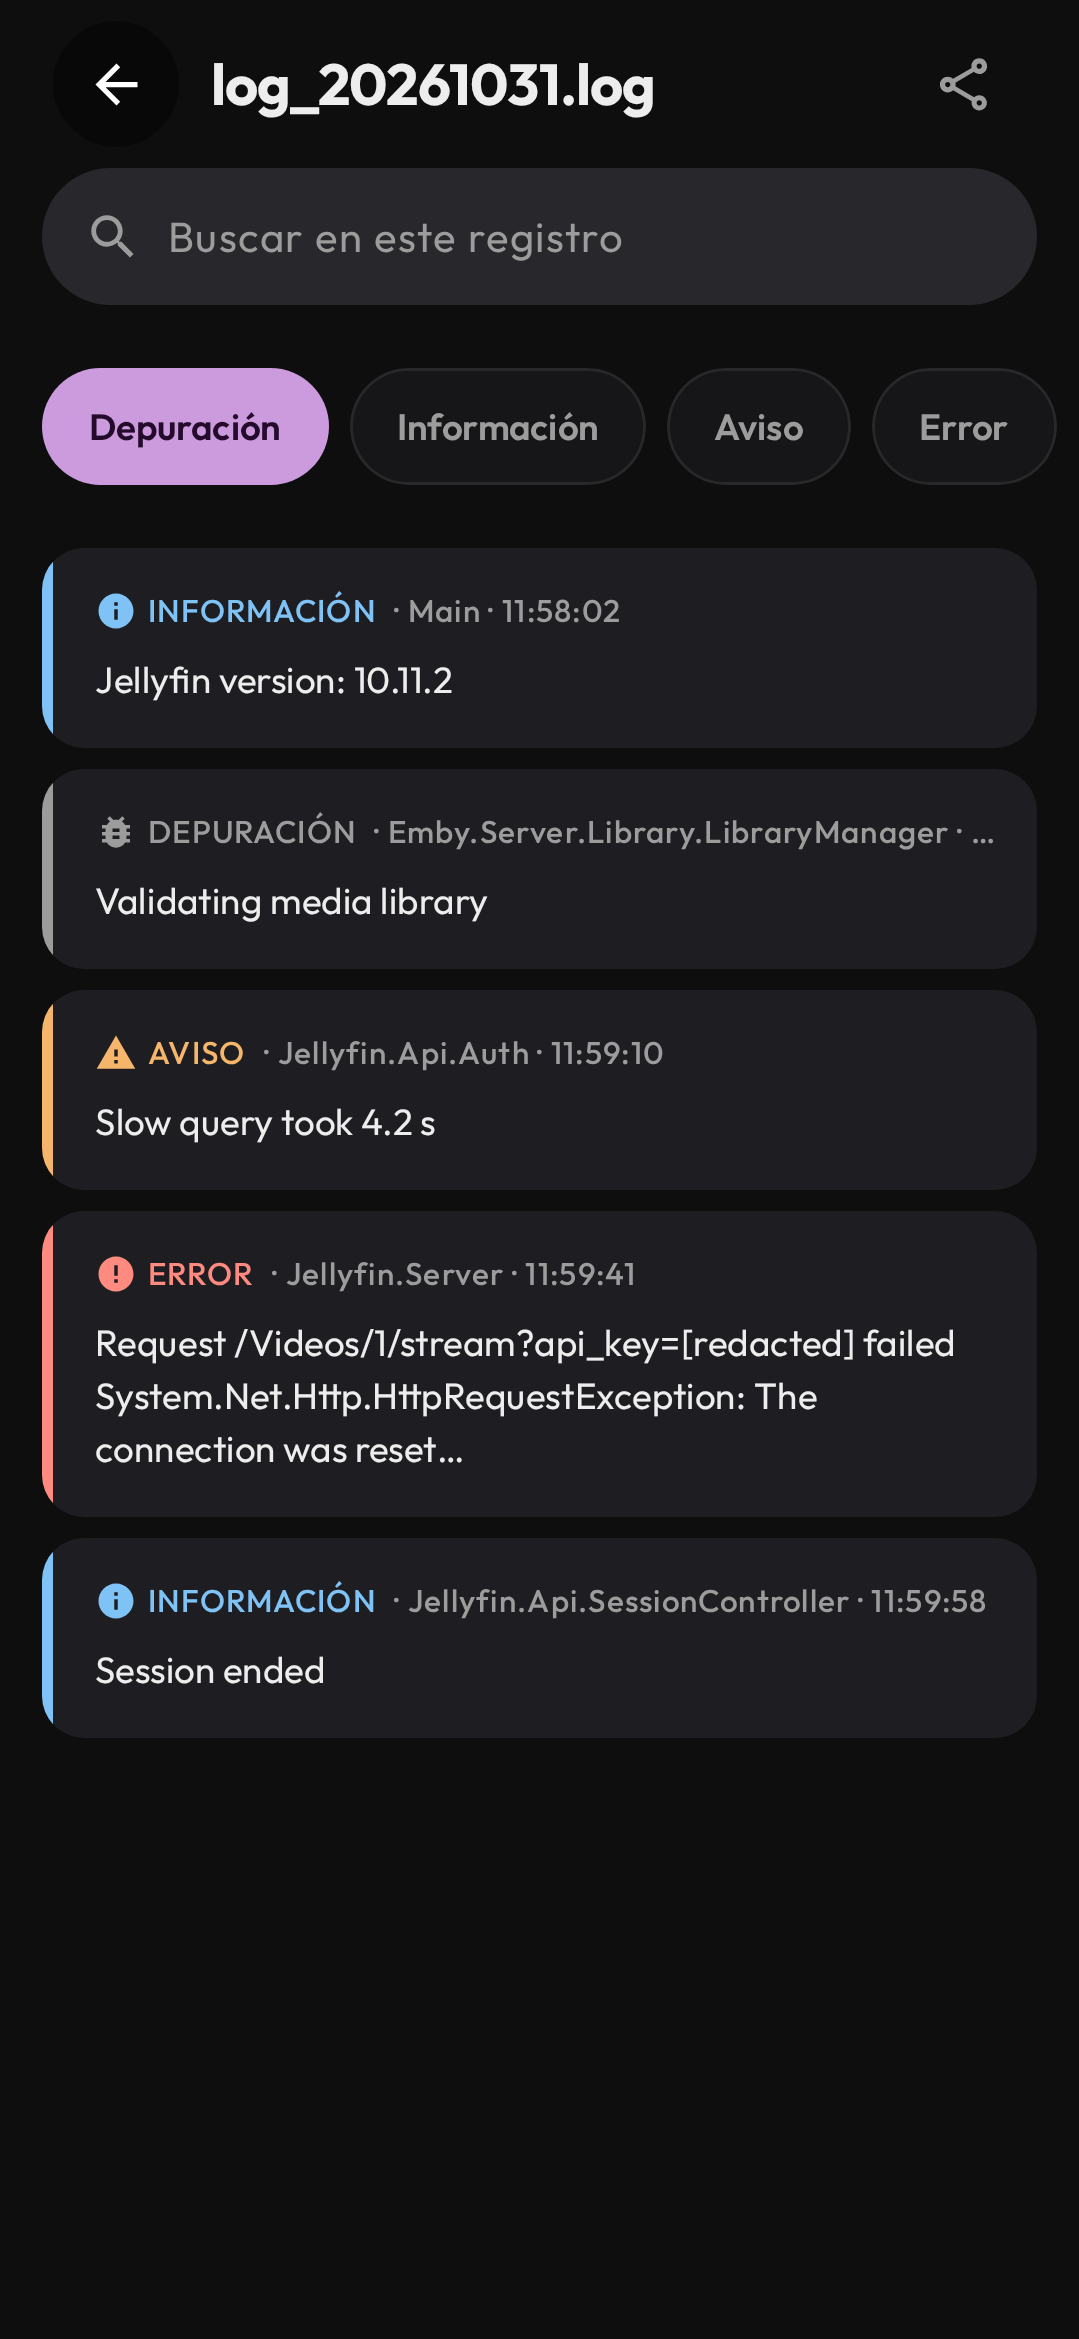 log_20261031.log
Buscar en este registro
Depuración
Información
Aviso
Error
INFORMACIÓN · Main · 11:58:02
Jellyfin version: 10.11.2
DEPURACIÓN · Emby.Server.Library.LibraryManager · ...
Validating media library
AVISO · Jellyfin.Api.Auth · 11:59:10
Slow query took 4.2 s
ERROR · Jellyfin.Server · 11:59:41
Request /Videos/1/stream?api_key=[redacted] failed
System.Net.Http.HttpRequestException: The
connection was reset...
INFORMACIÓN · Jellyfin.Api.SessionController · 11:59:58
Session ended